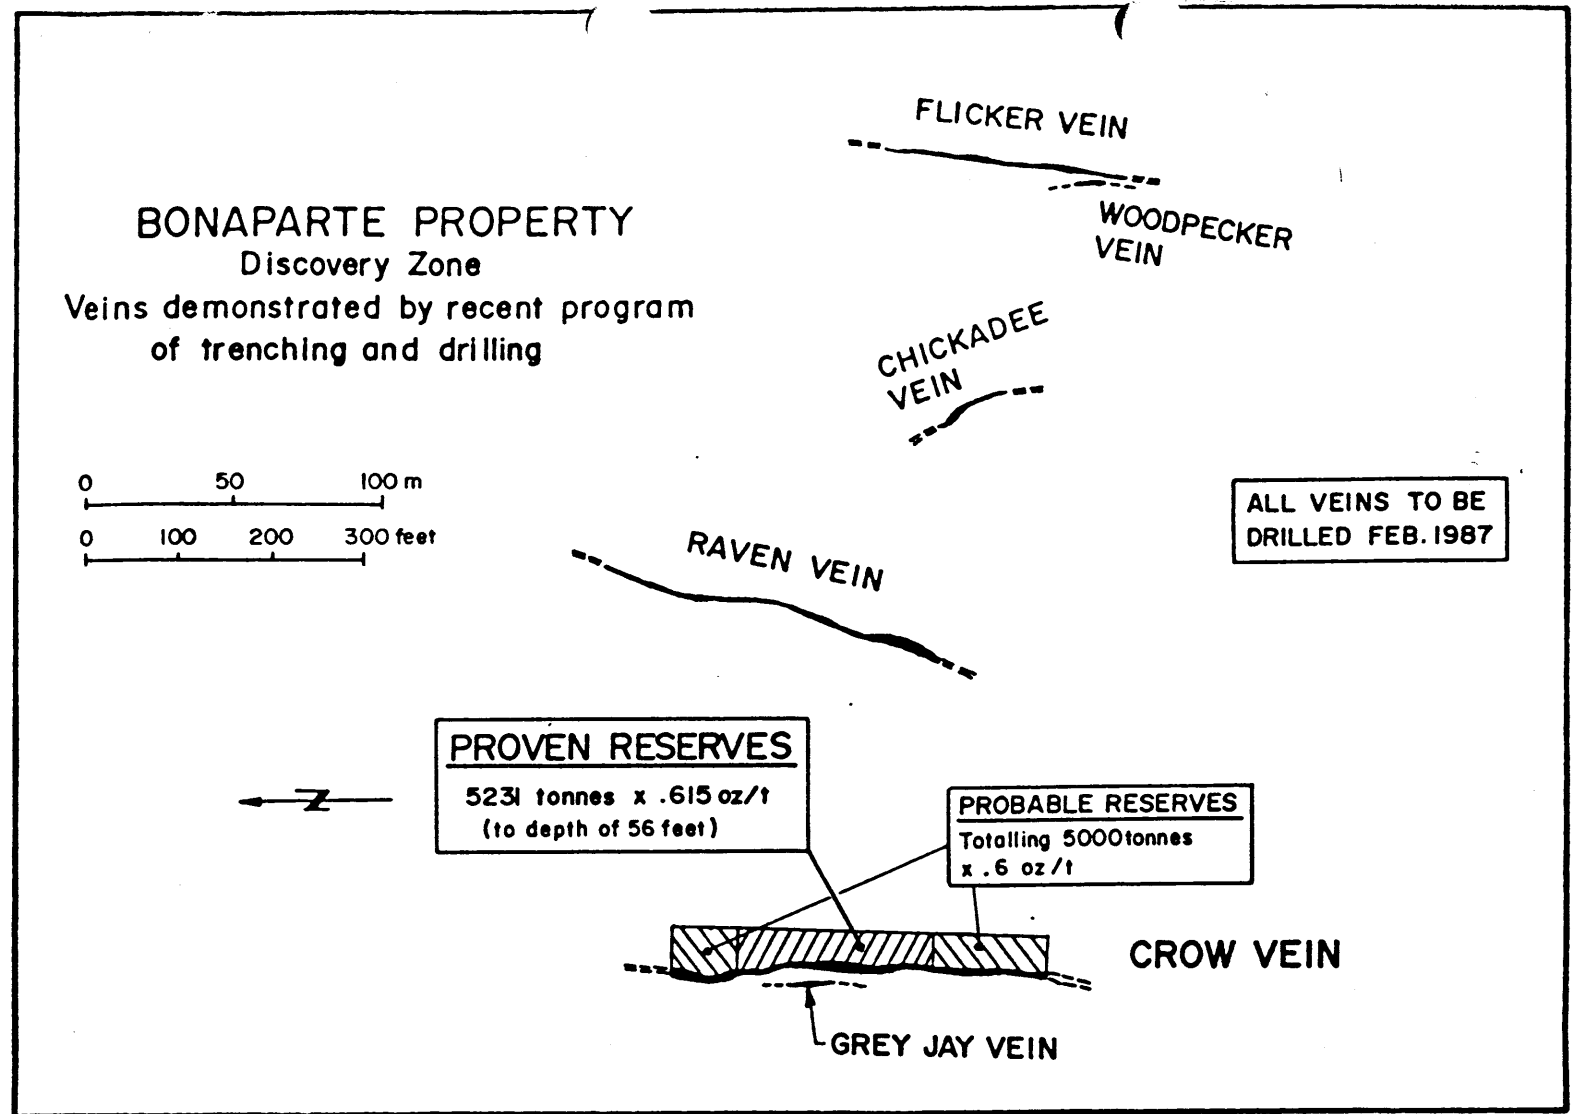 FLICKER VEIN
WOODPECKER
VEIN
BONAPARTE PROPERTY
Discovery Zone
Veins demonstrated by recent program
of trenching and drilling
CHICKADEE
VEIN
0 50 100 m
0 100 200 300 feet
ALL VEINS TO BE
DRILLED FEB. 1987
RAVEN VEIN
PROVEN RESERVES
5231 tonnes x .615 oz/t
(to depth of 56 feet)
N
PROBABLE RESERVES
Totalling 5000 tonnes
x .6 oz/t
CROW VEIN
GREY JAY VEIN